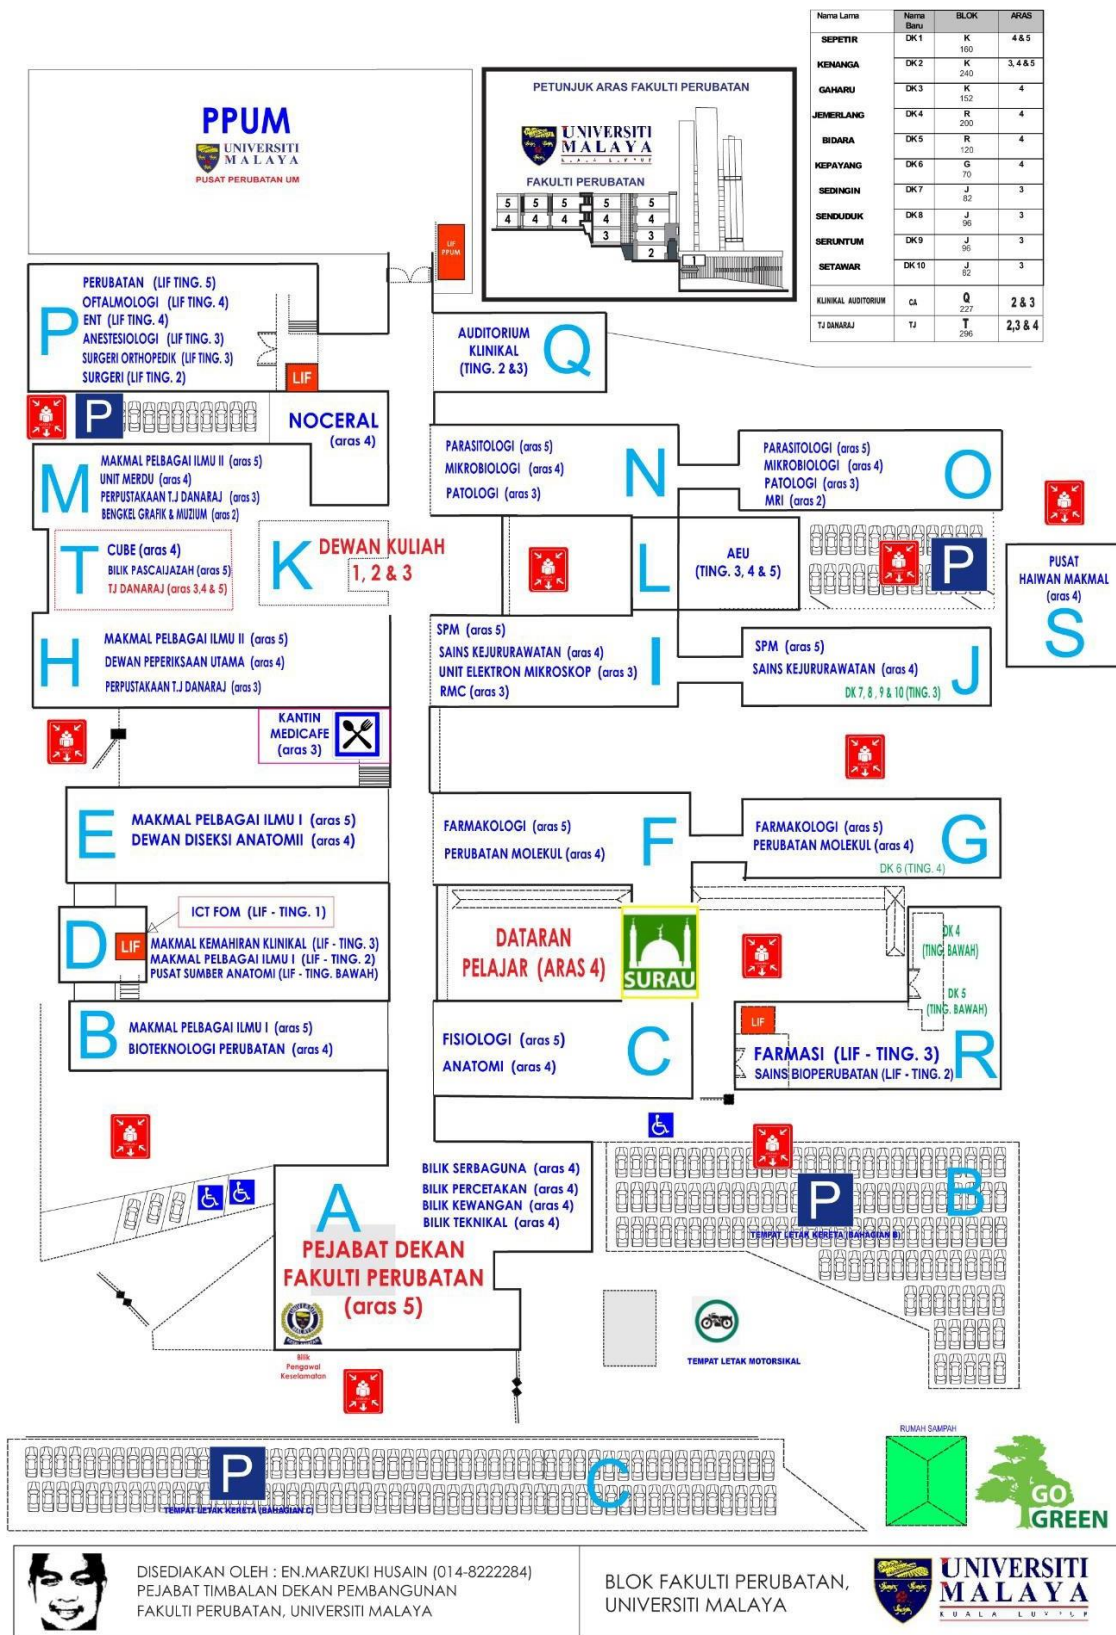 Nama Lama Nama Baru BLOK ARAS
SEPETIR DK 1 K 160 4 & 5
KENANGA DK 2 K 240 3, 4 & 5
GAHARU DK 3 K 152 4
JEMERLANG DK 4 R 200 4
BIDARA DK 5 R 120 4
KEPAYANG DK 6 G 70 4
SEDINGIN DK 7 J 82 3
SENDUDUK DK 8 J 96 3
SERUNTUM DK 9 J 96 3
SETAWAR DK 10 J 82 3
KLINIKAL AUDITORIUM CA Q 227 2 & 3
TJ DANARAJ TJ T 296 2,3 & 4
PPUM
UNIVERSITI
MALAYA
PUSAT PERUBATAN UM
PETUNJUK ARAS FAKULTI PERUBATAN
UNIVERSITI
MALAYA
KUALA LUMPUR
FAKULTI PERUBATAN
5 5 5 5 5
4 4 4 4 4
3 3
2
1
LIF
PPUM
P
PERUBATAN (LIF TING. 5)
OFTALMOLOGI (LIF TING. 4)
ENT (LIF TING. 4)
ANESTESIOLOGI (LIF TING. 3)
SURGERI ORTHOPEDIK (LIF TING. 3)
SURGERI (LIF TING. 2)
LIF
AUDITORIUM
KLINIKAL
(TING. 2 &3)
Q
P
NOCERAL
(aras 4)
M
MAKMAL PELBAGAI ILMU II (aras 5)
UNIT MERDU (aras 4)
PERPUSTAKAAN T.J DANARAJ (aras 3)
BENGKEL GRAFIK & MUZIUM (aras 2)
PARASITOLOGI (aras 5)
MIKROBIOLOGI (aras 4)
PATOLOGI (aras 3)
N
PARASITOLOGI (aras 5)
MIKROBIOLOGI (aras 4)
PATOLOGI (aras 3)
MRI (aras 2)
O
T
CUBE (aras 4)
BILIK PASCAIJAZAH (aras 5)
TJ DANARAJ (aras 3,4 & 5)
K
DEWAN KULIAH
1, 2 & 3
L
AEU
(TING. 3, 4 & 5)
P
PUSAT
HAIWAN MAKMAL
(aras 4)
S
H
MAKMAL PELBAGAI ILMU II (aras 5)
DEWAN PEPERIKSAAN UTAMA (aras 4)
PERPUSTAKAAN T.J DANARAJ (aras 3)
SPM (aras 5)
SAINS KEJURURAWATAN (aras 4)
UNIT ELEKTRON MIKROSKOP (aras 3)
RMC (aras 3)
I
SPM (aras 5)
SAINS KEJURURAWATAN (aras 4)
DK 7, 8 , 9 & 10 (TING. 3)
J
KANTIN
MEDICAFE
(aras 3)
E
MAKMAL PELBAGAI ILMU I (aras 5)
DEWAN DISEKSI ANATOMII (aras 4)
FARMAKOLOGI (aras 5)
PERUBATAN MOLEKUL (aras 4)
F
FARMAKOLOGI (aras 5)
PERUBATAN MOLEKUL (aras 4)
DK 6 (TING. 4)
G
D
LIF
ICT FOM (LIF - TING. 1)
MAKMAL KEMAHIRAN KLINIKAL (LIF - TING. 3)
MAKMAL PELBAGAI ILMU I (LIF - TING. 2)
PUSAT SUMBER ANATOMI (LIF - TING. BAWAH)
DATARAN
PELAJAR (ARAS 4)
SURAU
DK 4
(TING. BAWAH)
DK 5
(TING. BAWAH)
B
MAKMAL PELBAGAI ILMU I (aras 5)
BIOTEKNOLOGI PERUBATAN (aras 4)
FISIOLOGI (aras 5)
ANATOMI (aras 4)
C
LIF
FARMASI (LIF - TING. 3)
SAINS BIOPERUBATAN (LIF - TING. 2)
R
A
BILIK SERBAGUNA (aras 4)
BILIK PERCETAKAN (aras 4)
BILIK KEWANGAN (aras 4)
BILIK TEKNIKAL (aras 4)
PEJABAT DEKAN
FAKULTI PERUBATAN
(aras 5)
Bilik
Pengawal
Keselamatan
P
B
TEMPAT LETAK KERETA (BAHAGIAN B)
TEMPAT LETAK MOTORSIKAL
P
C
TEMPAT LETAK KERETA (BAHAGIAN C)
RUMAH SAMPAH
GO
GREEN
DISEDIAKAN OLEH : EN.MARZUKI HUSAIN (014-8222284)
PEJABAT TIMBALAN DEKAN PEMBANGUNAN
FAKULTI PERUBATAN, UNIVERSITI MALAYA
BLOK FAKULTI PERUBATAN,
UNIVERSITI MALAYA
UNIVERSITI
MALAYA
KUALA LUMPUR